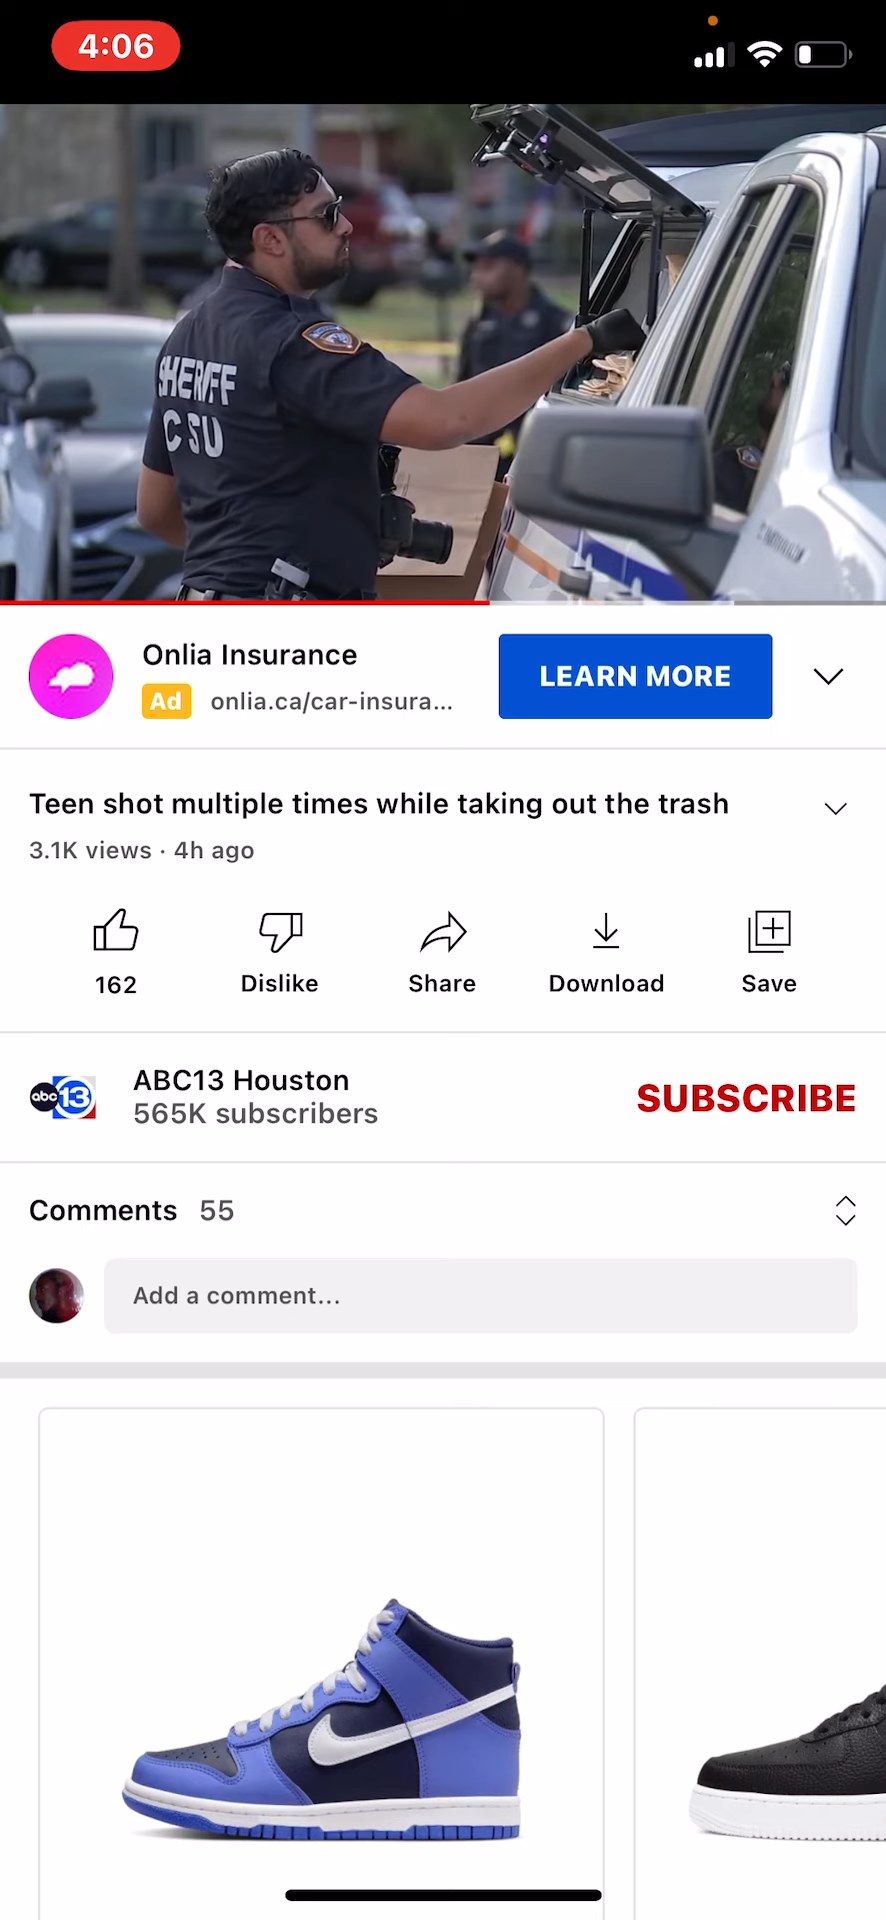 4:06
SHERIFF
CSU
Onlia Insurance
LEARN MORE
Ad onlia.ca/car-insura...
Teen shot multiple times while taking out the trash
3.1K views · 4h ago
162
Dislike
Share
Download
Save
abc 13
ABC13 Houston
565K subscribers
SUBSCRIBE
Comments 55
Add a comment...